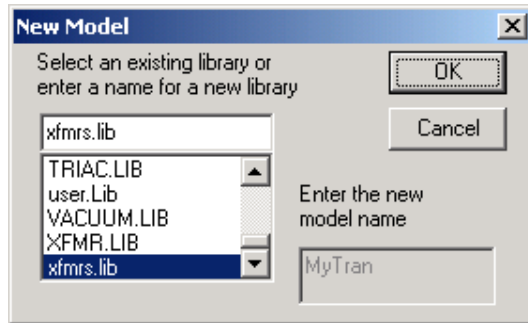 New Model
Select an existing library or
enter a name for a new library
OK
xfmrs.lib
Cancel
TRIAC.LIB
user.Lib
VACUUM.LIB
XFMR.LIB
xfmrs.lib
Enter the new
model name
MyTran